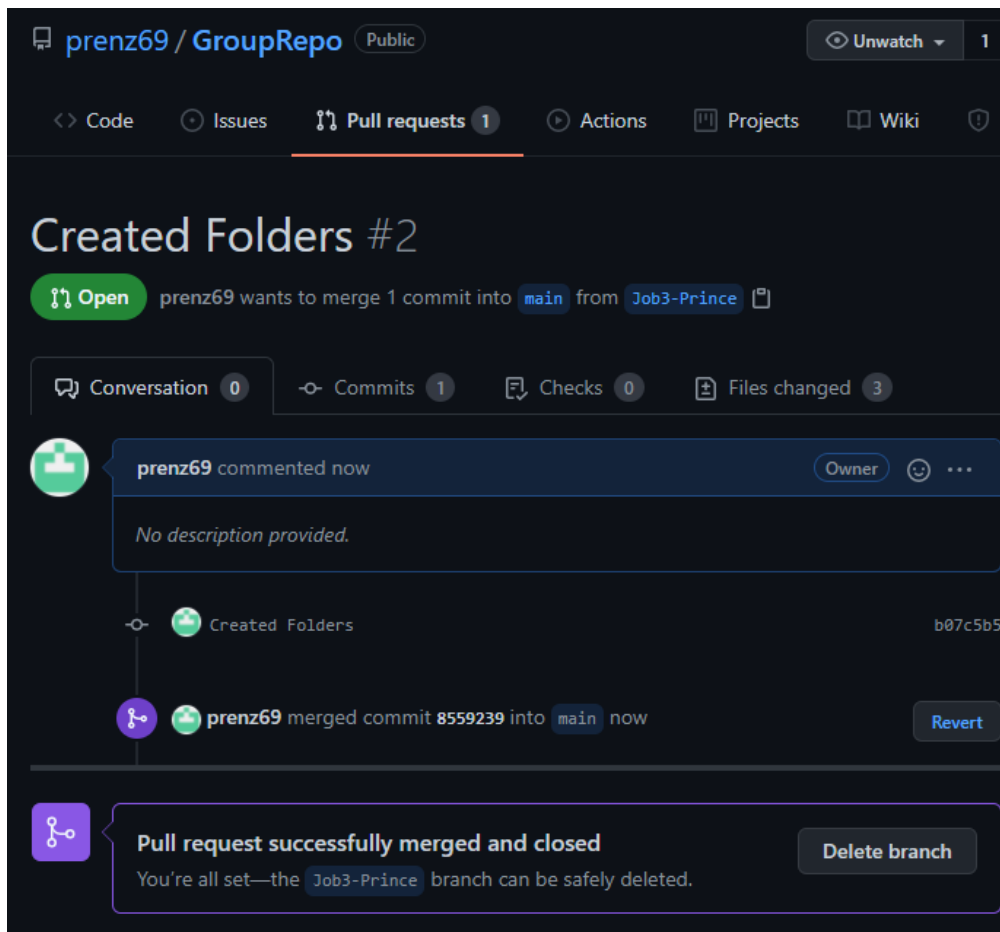 prenz69 / GroupRepo Public Unwatch 1
Code Issues Pull requests 1 Actions Projects Wiki
Created Folders #2
Open prenz69 wants to merge 1 commit into main from Job3-Prince
Conversation 0 Commits 1 Checks 0 Files changed 3
prenz69 commented now Owner
No description provided.
Created Folders b07c5b5
prenz69 merged commit 8559239 into main now Revert
Pull request successfully merged and closed
Delete branch
You're all set—the Job3-Prince branch can be safely deleted.